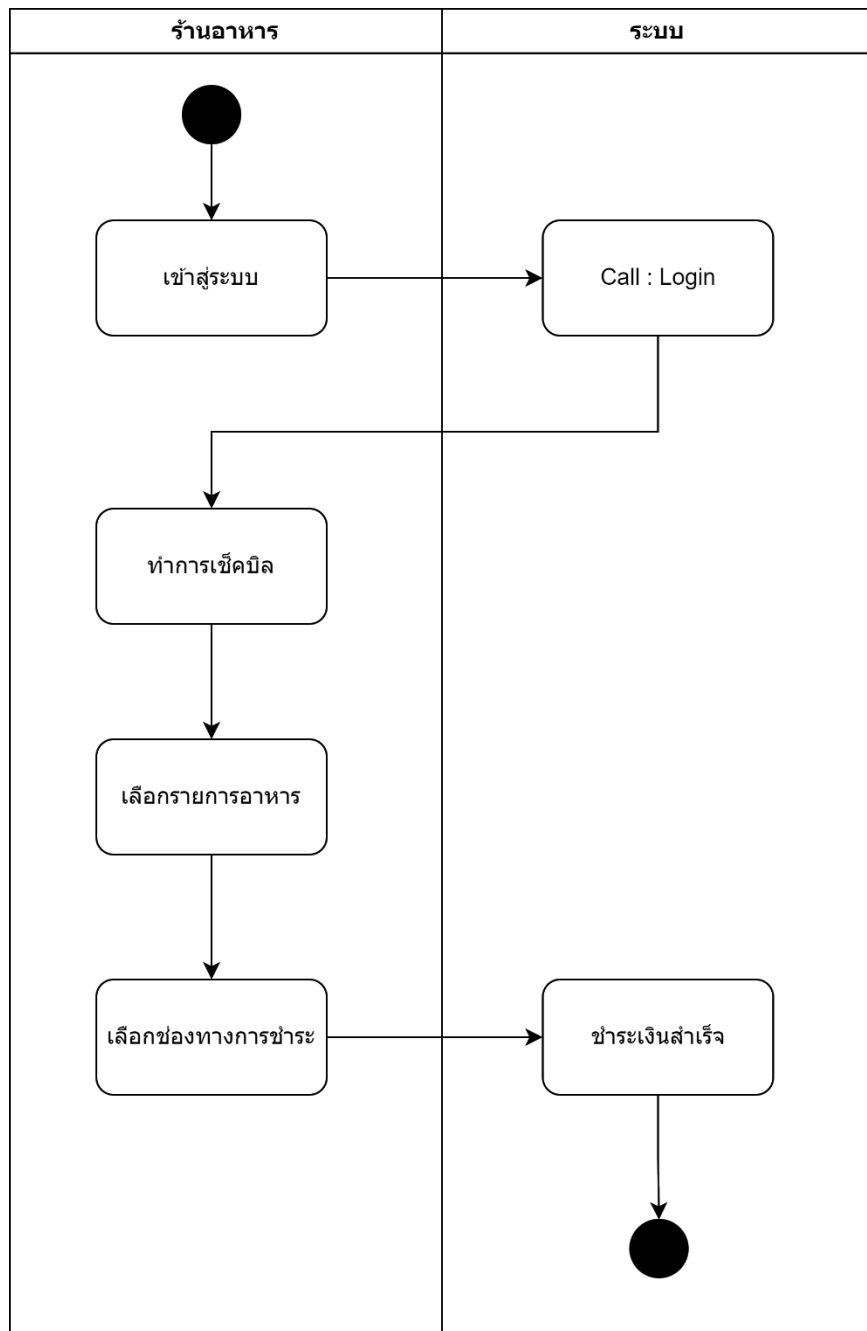 ร้านอาหาร
ระบบ
เข้าสู่ระบบ
Call : Login
ทำการเช็คบิล
เลือกรายการอาหาร
เลือกช่องทางการชำระ
ชำระเงินสำเร็จ